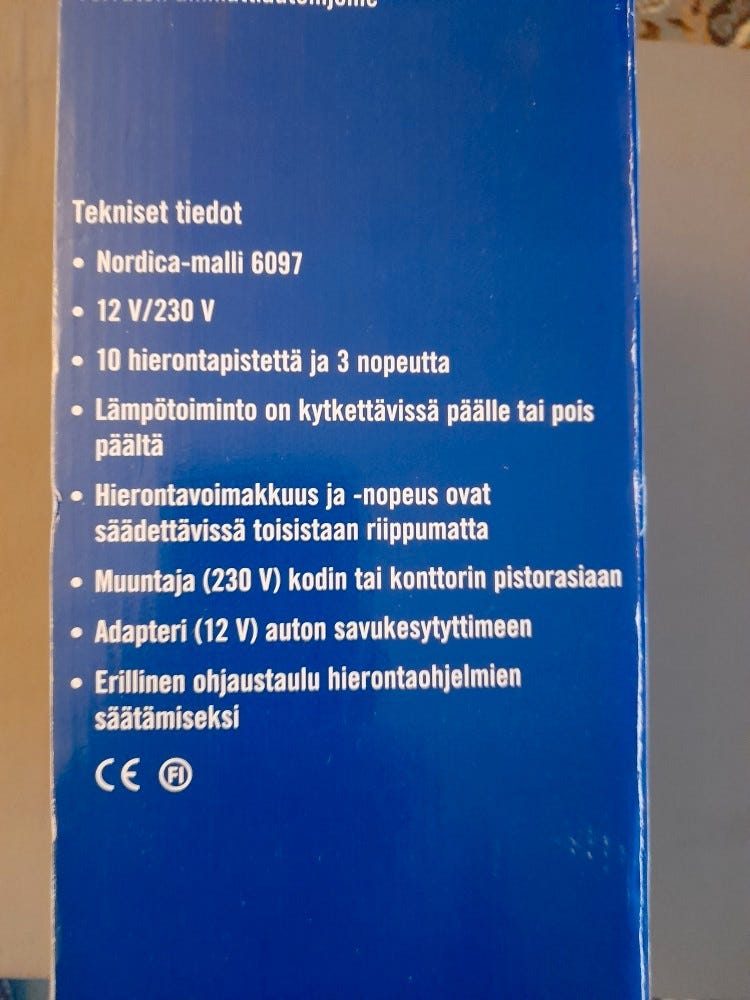 Tekniset tiedot
• Nordica-malli 6097
• 12 V/230 V
• 10 hierontapistettä ja 3 nopeutta
• Lämpötoiminto on kytkettävissä päälle tai pois
päältä
• Hierontavoimakkuus ja -nopeus ovat
säädettävissä toisistaan riippumatta
• Muuntaja (230 V) kodin tai konttorin pistorasiaan
• Adapteri (12 V) auton savukesytyttimeen
• Erillinen ohjaustaulu hierontaohjelmien
säätämiseksi
CE FI